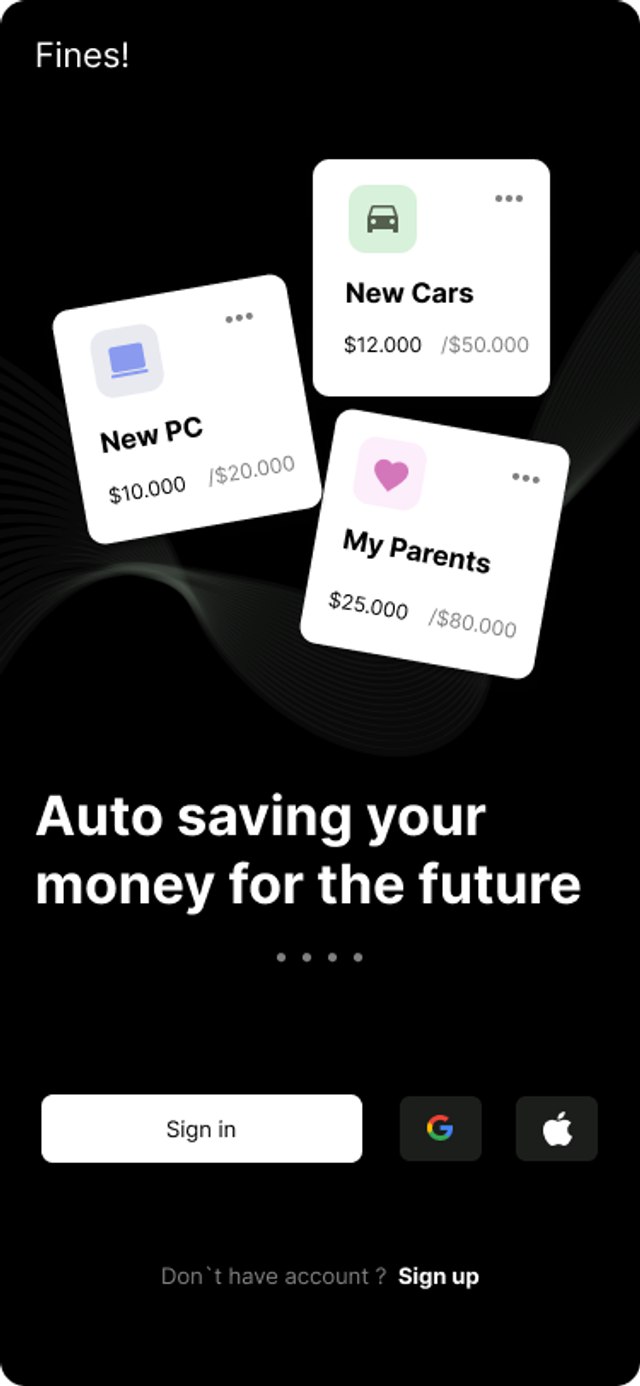 Fines!
New Cars
$12.000 /$50.000
New PC
$10.000 /$20.000
My Parents
$25.000 /$80.000
Auto saving your
money for the future
Sign in
Don`t have account ? Sign up